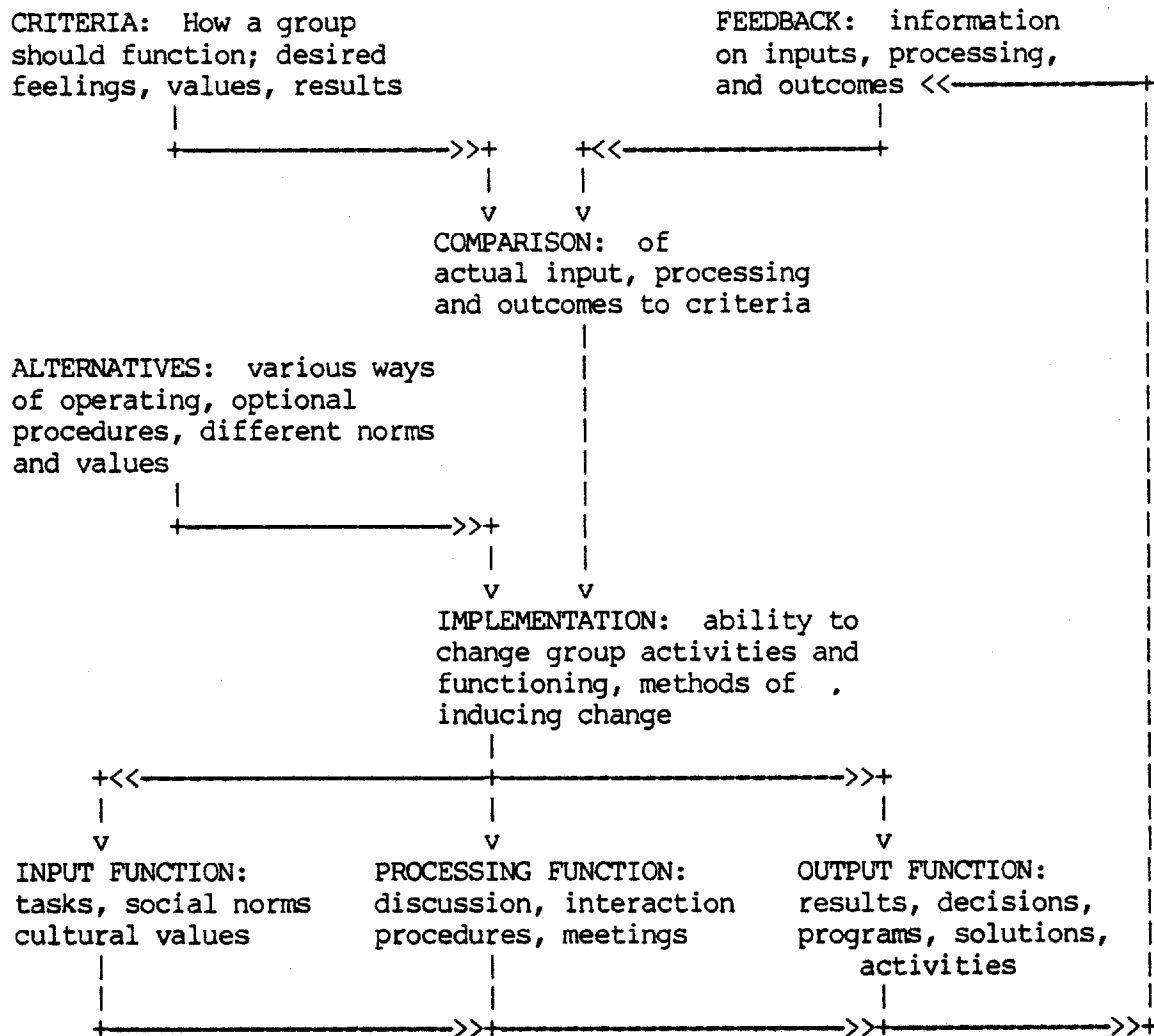 CRITERIA: How a group
should function; desired
feelings, values, results
FEEDBACK: information
on inputs, processing,
and outcomes
COMPARISON: of
actual input, processing
and outcomes to criteria
ALTERNATIVES: various ways
of operating, optional
procedures, different norms
and values
IMPLEMENTATION: ability to
change group activities and
functioning, methods of .
inducing change
INPUT FUNCTION:
tasks, social norms
cultural values
PROCESSING FUNCTION:
discussion, interaction
procedures, meetings
OUTPUT FUNCTION:
results, decisions,
programs, solutions,
activities